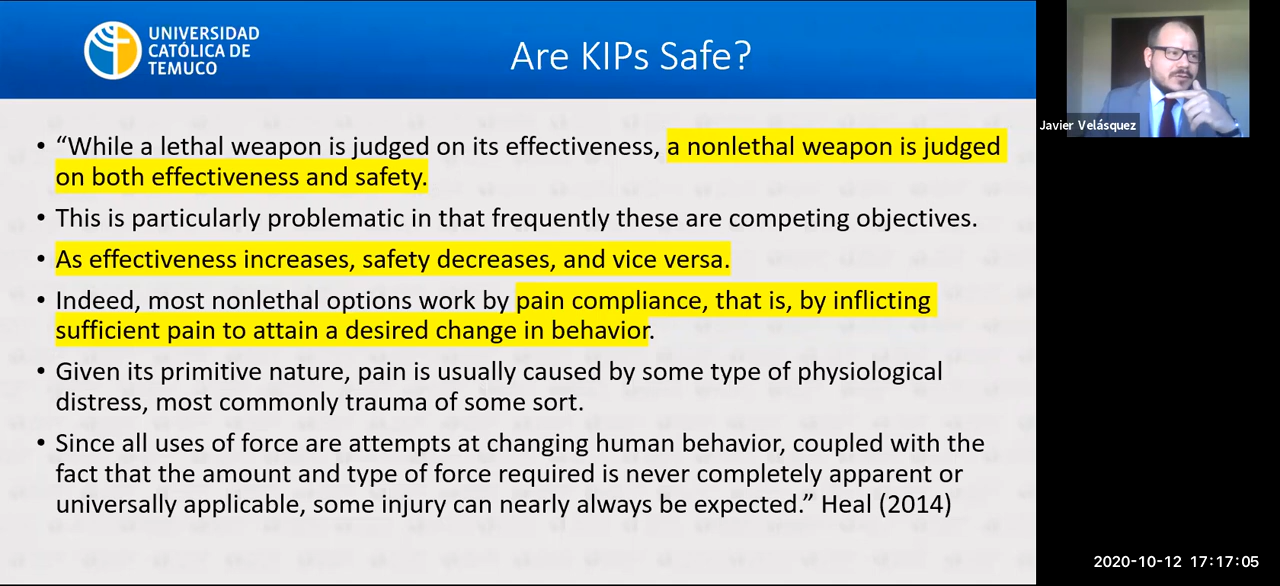 UNIVERSIDAD
CATÓLICA DE
TEMUCO
Are KIPs Safe?
Javier Velásquez
• “While a lethal weapon is judged on its effectiveness, a nonlethal weapon is judged
on both effectiveness and safety.
• This is particularly problematic in that frequently these are competing objectives.
• As effectiveness increases, safety decreases, and vice versa.
• Indeed, most nonlethal options work by pain compliance, that is, by inflicting
sufficient pain to attain a desired change in behavior.
• Given its primitive nature, pain is usually caused by some type of physiological
distress, most commonly trauma of some sort.
• Since all uses of force are attempts at changing human behavior, coupled with the
fact that the amount and type of force required is never completely apparent or
universally applicable, some injury can nearly always be expected.” Heal (2014)
2020-10-12 17:17:05